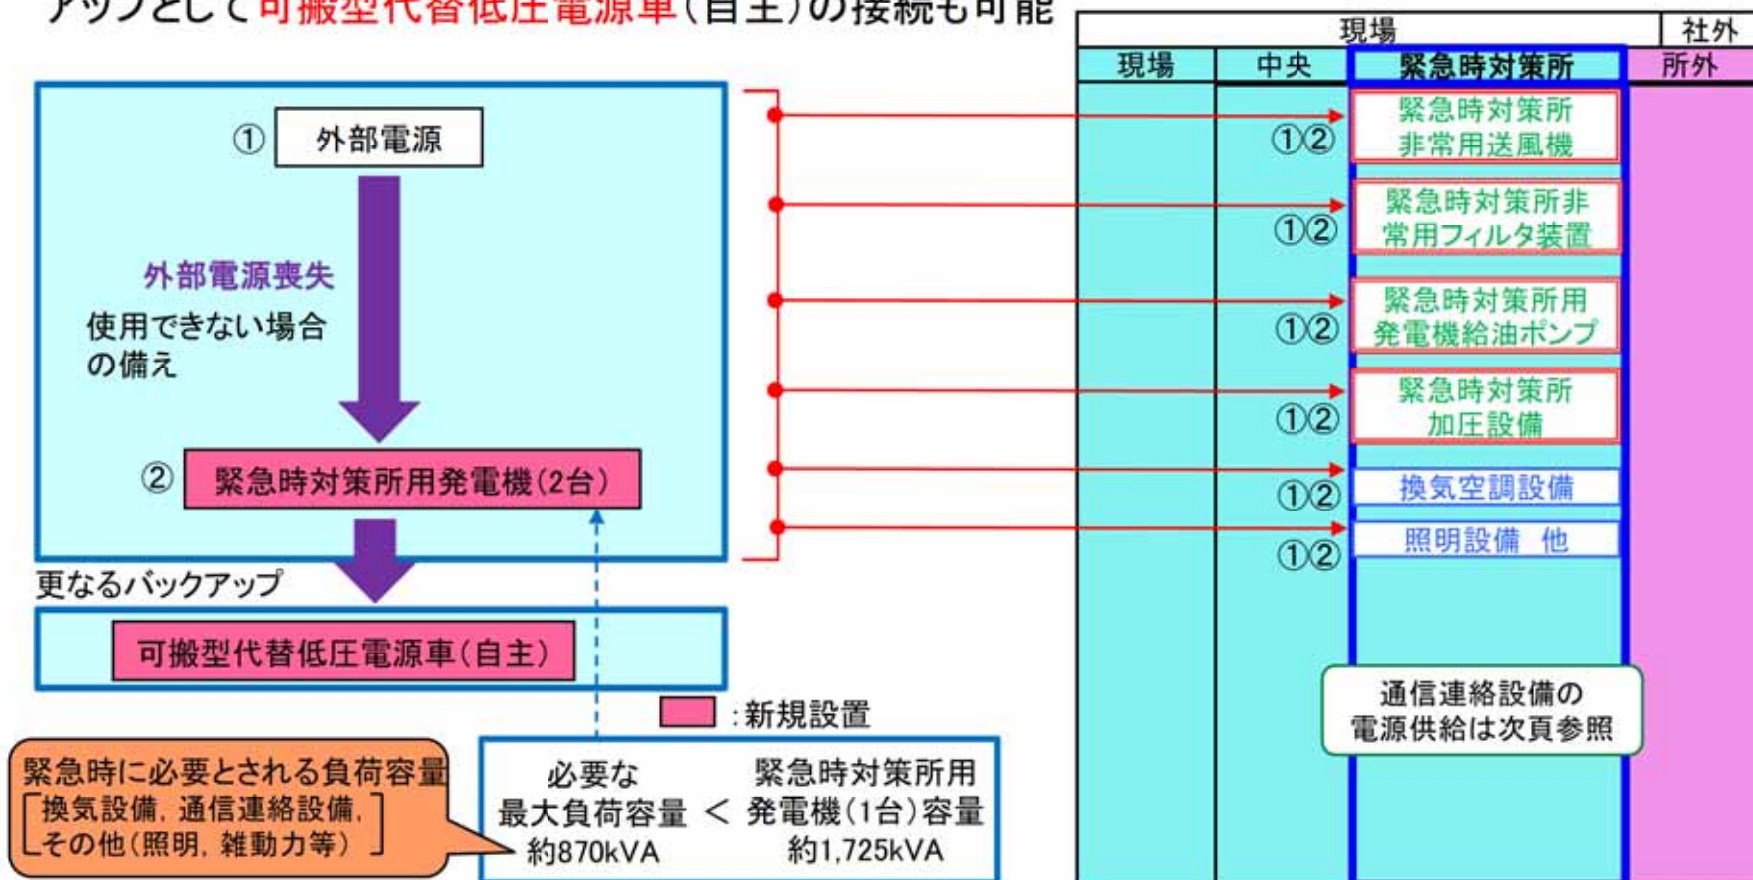 アップとして可搬型代替低圧電源車(自主)の接続も可能
① 外部電源
外部電源喪失
使用できない場合
の備え
② 緊急時対策所用発電機(2台)
更なるバックアップ
可搬型代替低圧電源車(自主)
:新規設置
緊急時に必要とされる負荷容量
[換気設備, 通信連絡設備,
その他(照明, 雑動力等)]
必要な
最大負荷容量
約870kVA
<
緊急時対策所用
発電機(1台)容量
約1,725kVA
現場 社外
現場 中央 緊急時対策所 所外
①②
緊急時対策所
非常用送風機
①②
緊急時対策所非
常用フィルタ装置
①②
緊急時対策所用
発電機給油ポンプ
①②
緊急時対策所
加圧設備
①②
換気空調設備
①②
照明設備 他
通信連絡設備の
電源供給は次頁参照